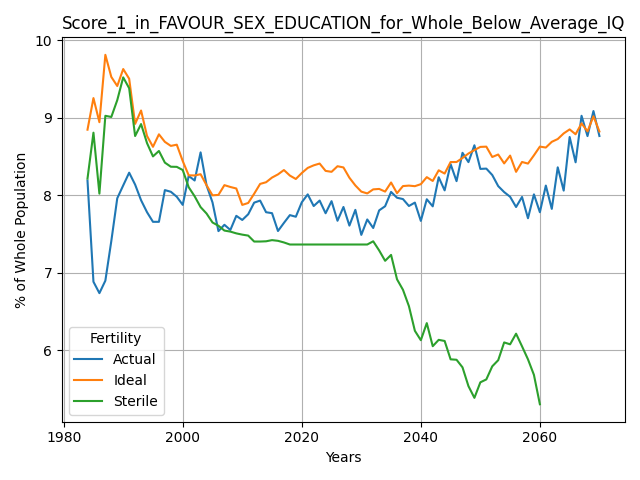 Score_1_in_FAVOUR_SEX_EDUCATION_for_Whole_Below_Average_IQ
% of Whole Population
10
9
8
7
6
Fertility
Actual
Ideal
Sterile
1980
2000
2020
2040
2060
Years